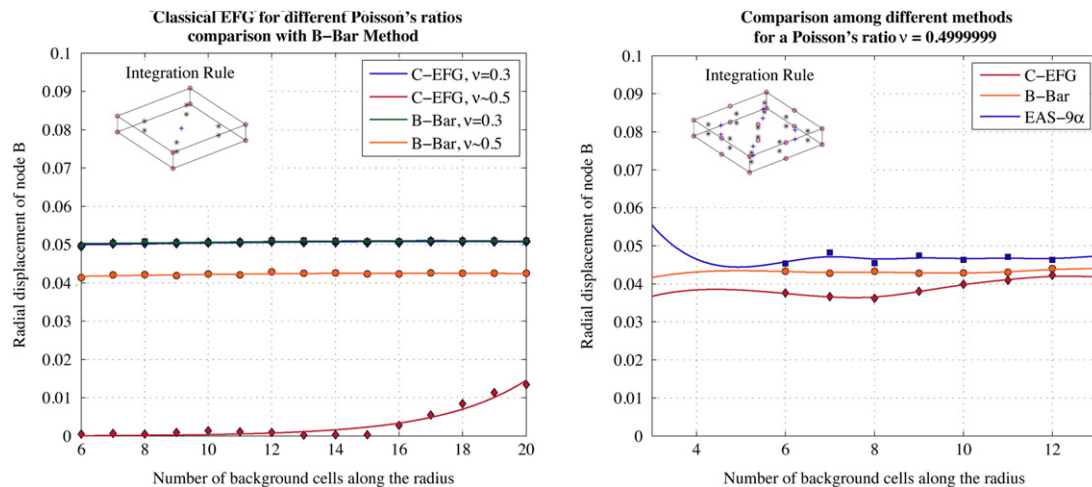 Classical EFG for different Poisson's ratios
comparison with B−Bar Method
Radial displacement of node B
0.1
0.09
0.08
0.07
0.06
0.05
0.04
0.03
0.02
0.01
0
Integration Rule
C−EFG, ν=0.3
C−EFG, ν~0.5
B−Bar, ν=0.3
B−Bar, ν~0.5
6
8
10
12
14
16
18
20
Number of background cells along the radius
Comparison among different methods
for a Poisson's ratio ν = 0.4999999
Radial displacement of node B
0.1
0.09
0.08
0.07
0.06
0.05
0.04
0.03
0.02
0.01
0
Integration Rule
C−EFG
B−Bar
EAS−9α
4
6
8
10
12
Number of background cells along the radius